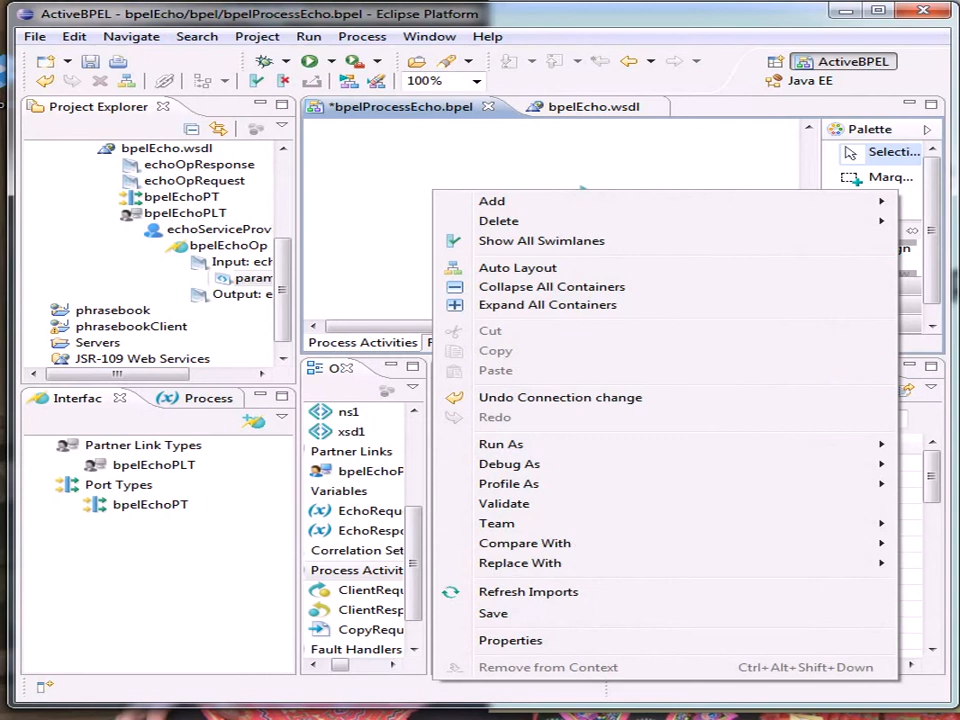 ActiveBPEL - bpelEcho/bpel/bpelProcessEcho.bpel - Eclipse Platform
File Edit Navigate Search Project Run Process Window Help
100%
ActiveBPEL
Java EE
Project Explorer
*bpelProcessEcho.bpel
bpelEcho.wsdl
bpelEcho.wsdl
echoOpResponse
echoOpRequest
bpelEchoPT
bpelEchoPLT
echoServiceProv
bpelEchoOp
Input: ech
param
Output: e
phrasebook
phrasebookClient
Servers
JSR-109 Web Services
Palette
Selecti...
Marq...
Process Activities
Interfac
Process
Partner Link Types
bpelEchoPLT
Port Types
bpelEchoPT
O
ns1
xsd1
Partner Links
bpelEchoP
Variables
EchoRequ
EchoRespo
Correlation Set
Process Activit
ClientRequ
ClientResp
CopyRequ
Fault Handlers
Add
Delete
Show All Swimlanes
Auto Layout
Collapse All Containers
Expand All Containers
Cut
Copy
Paste
Undo Connection change
Redo
Run As
Debug As
Profile As
Validate
Team
Compare With
Replace With
Refresh Imports
Save
Properties
Remove from Context Ctrl+Alt+Shift+Down